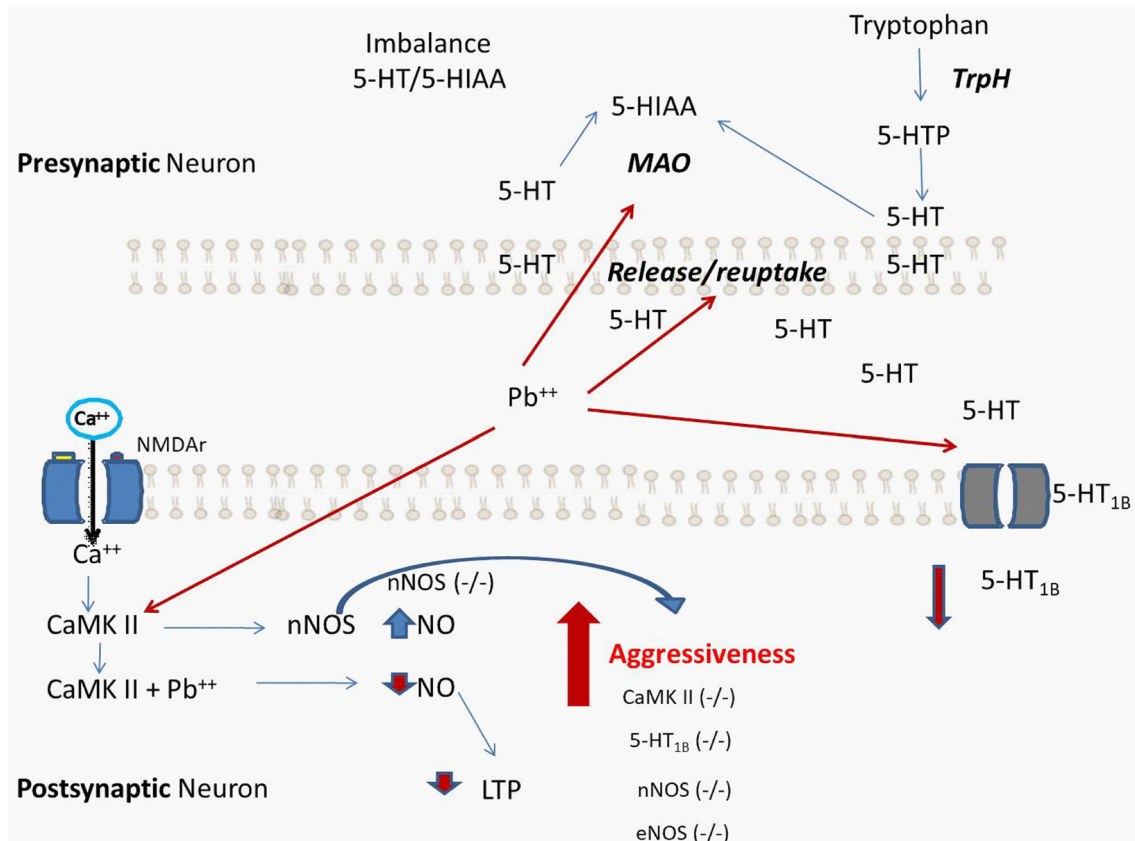 Imbalance
5-HT/5-HIAA
Tryptophan
TrpH
5-HIAA
5-HTP
Presynaptic Neuron
MAO
5-HT
5-HT
5-HT
Release/reuptake
5-HT
5-HT
5-HT
5-HT
Pb++
5-HT
Ca++
NMDAr
5-HT1B
Ca++
nNOS (-/-)
5-HT1B
CaMK II
nNOS
NO
Aggressiveness
CaMK II + Pb++
NO
CaMK II (-/-)
5-HT1B (-/-)
Postsynaptic Neuron
LTP
nNOS (-/-)
eNOS (-/-)